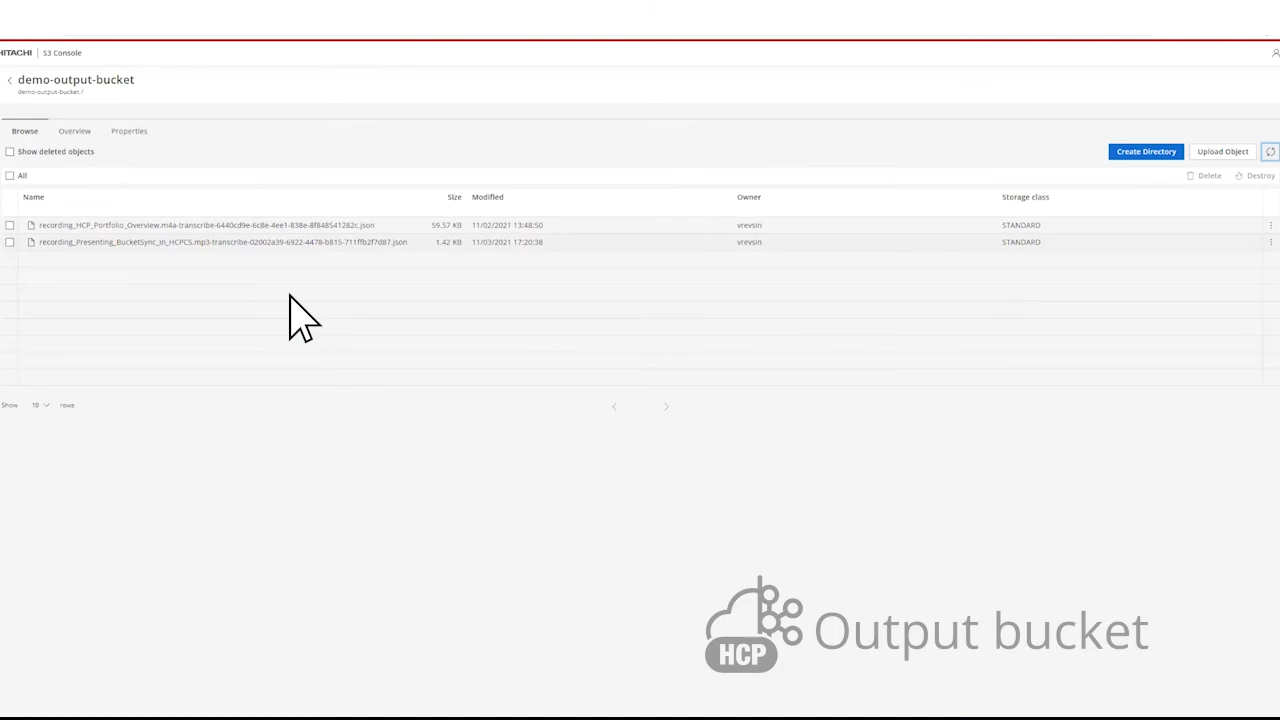 HITACHI | S3 Console
demo-output-bucket
demo-output-bucket /
Browse Overview Properties
Show deleted objects Create Directory Upload Object
All Delete Destroy
Name Size Modified Owner Storage class
recording_HCP_Portfolio_Overview.m4a-transcribe-6440cd9e-6c8e-4ee1-838e-8f848541282c.json 59.57 KB 11/02/2021 13:48:50 vrevsin STANDARD
recording_Presenting_BucketSync_in_HCPCS.mp3-transcribe-02002a39-6922-4478-b815-711ffb2f7d87.json 1.42 KB 11/03/2021 17:20:38 vrevsin STANDARD
Show 10 rows
HCP Output bucket